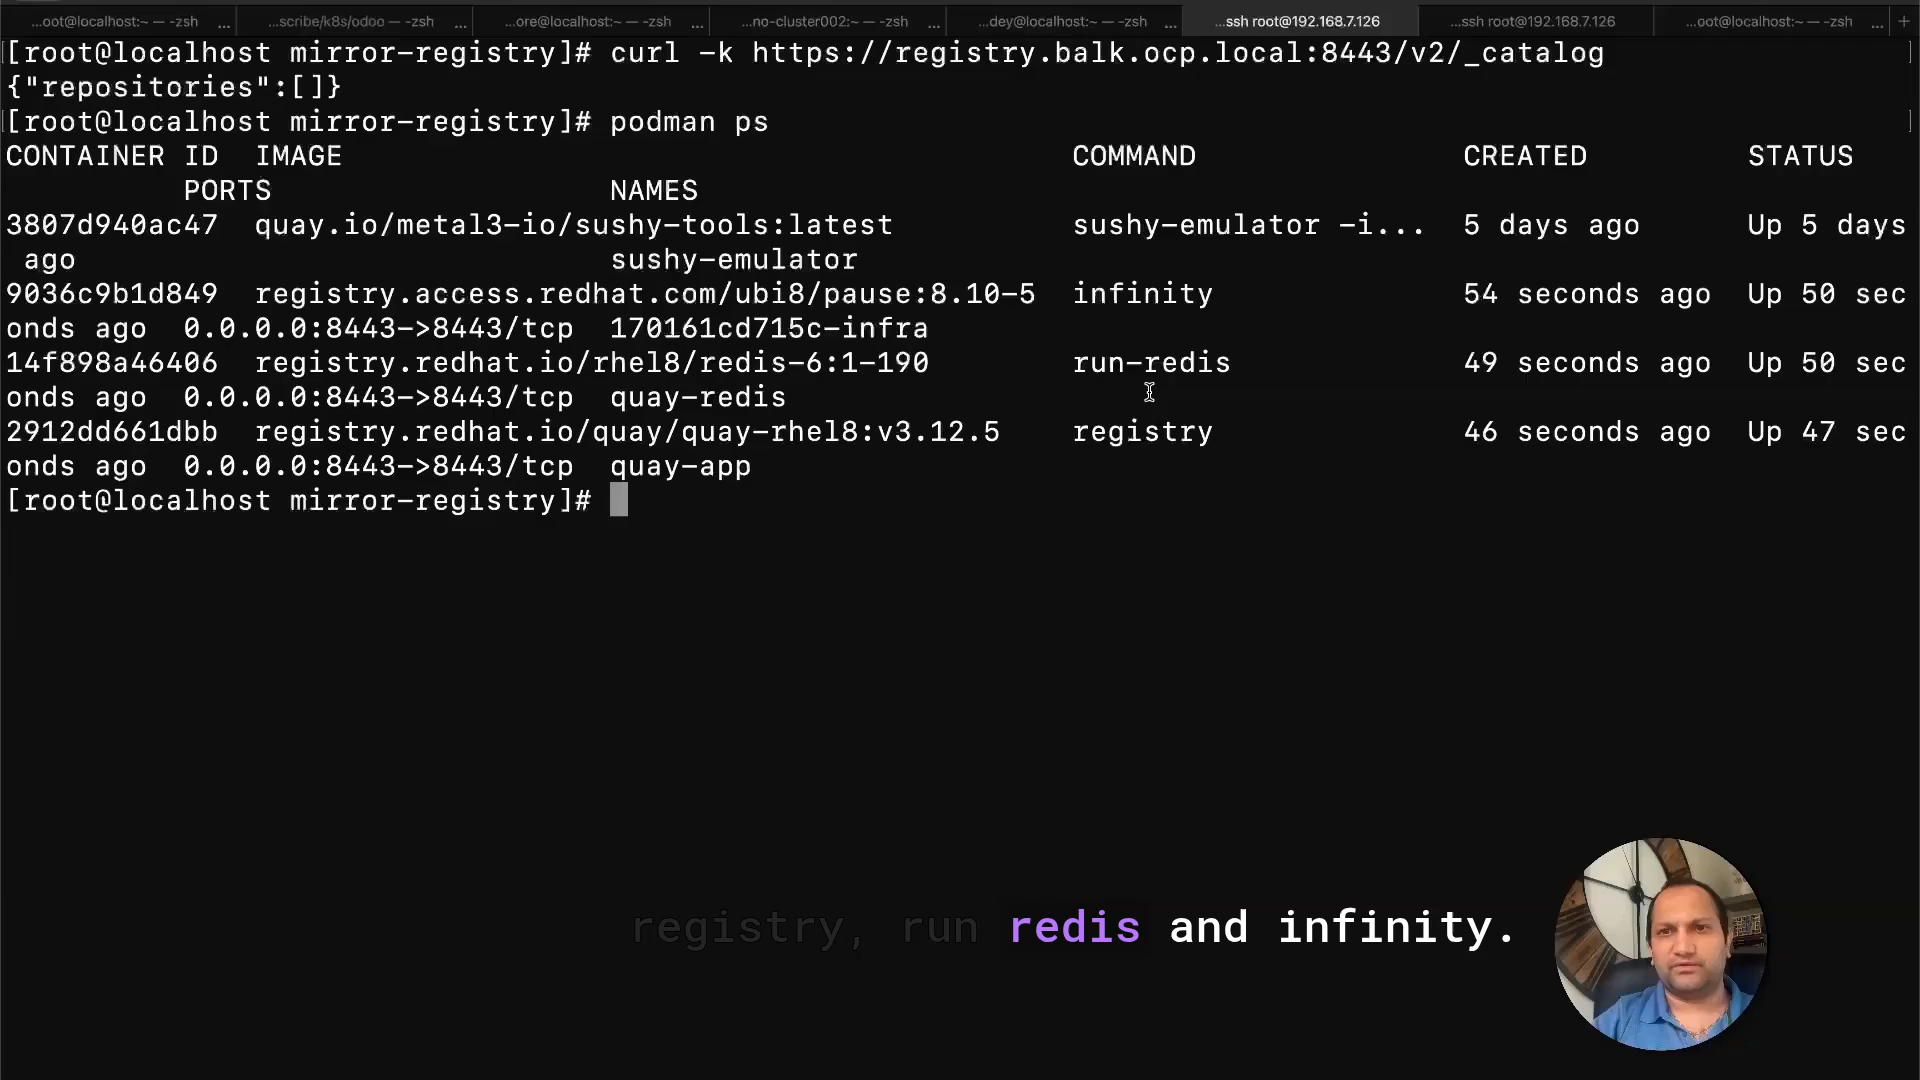 ...oot@localhost:~ — -zsh ... ...scribe/k8s/odoo — -zsh ... ...ore@localhost:~ — -zsh ... ...no-cluster002:~ — -zsh ... ...dey@localhost:~ — -zsh ... ...ssh root@192.168.7.126 ...ssh root@192.168.7.126 ...oot@localhost:~ — -zsh ... +
[root@localhost mirror-registry]# curl -k https://registry.balk.ocp.local:8443/v2/_catalog ]
{"repositories":[]}
[root@localhost mirror-registry]# podman ps ]
CONTAINER ID  IMAGE                                         COMMAND               CREATED         STATUS
          PORTS                   NAMES
3807d940ac47  quay.io/metal3-io/sushy-tools:latest          sushy-emulator -i...  5 days ago      Up 5 days
 ago                              sushy-emulator
9036c9b1d849  registry.access.redhat.com/ubi8/pause:8.10-5  infinity              54 seconds ago  Up 50 sec
onds ago  0.0.0.0:8443->8443/tcp  170161cd715c-infra
14f898a46406  registry.redhat.io/rhel8/redis-6:1-190        run-redis             49 seconds ago  Up 50 sec
onds ago  0.0.0.0:8443->8443/tcp  quay-redis
2912dd661dbb  registry.redhat.io/quay/quay-rhel8:v3.12.5    registry              46 seconds ago  Up 47 sec
onds ago  0.0.0.0:8443->8443/tcp  quay-app
[root@localhost mirror-registry]#
registry, run redis and infinity.